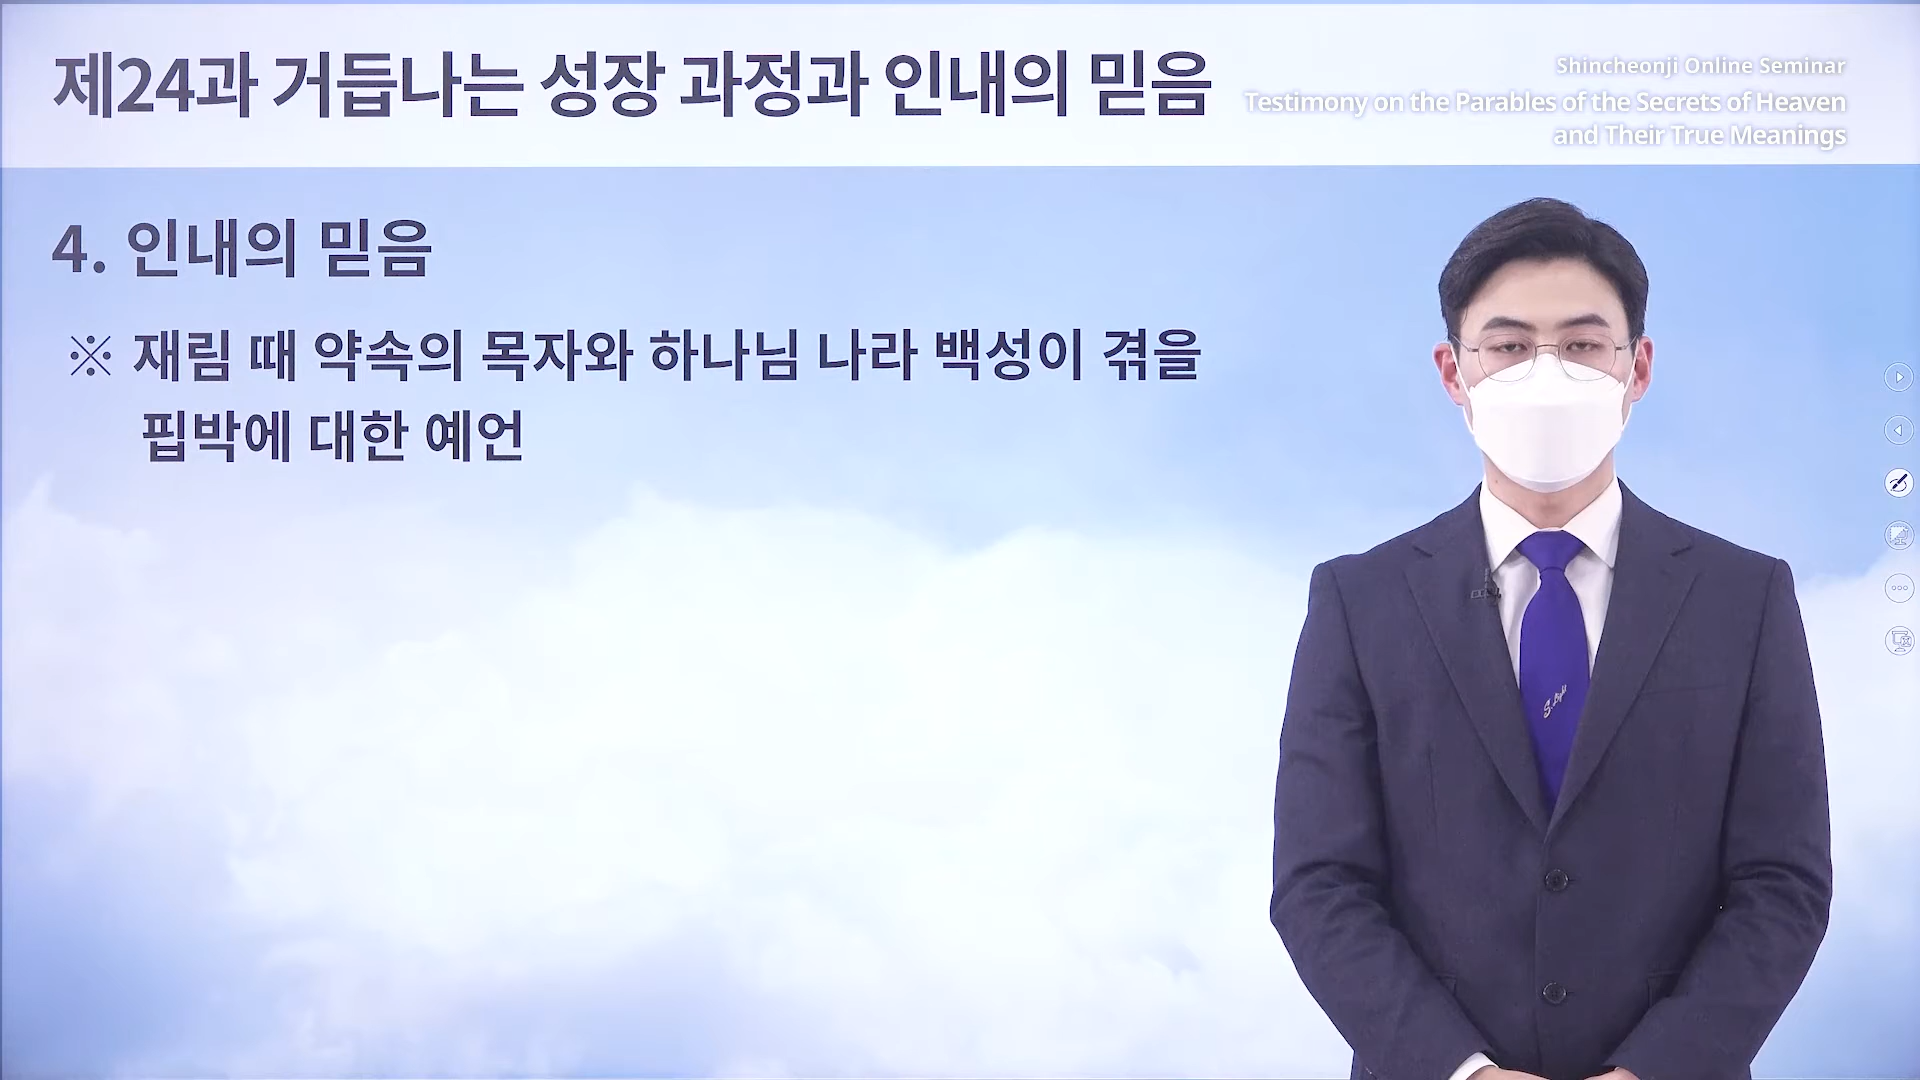 제24과 거듭나는 성장 과정과 인내의 믿음
Shincheonji Online Seminar
Testimony on the Parables of the Secrets of Heaven
and Their True Meanings
4. 인내의 믿음
※ 재림 때 약속의 목자와 하나님 나라 백성이 겪을
핍박에 대한 예언
S. Light